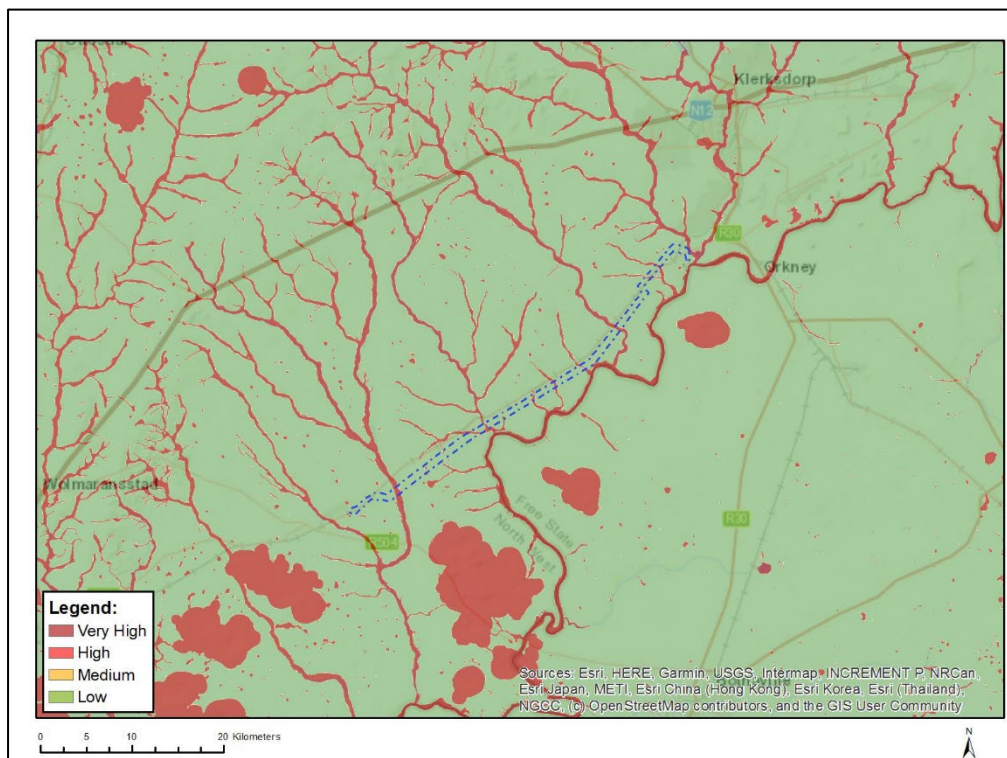 Klerksdorp
N12
R30
Orkney
Wolmaransstad
Free State
North West
R504
R30
Legend:
Very High
High
Medium
Low
Sources: Esri, HERE, Garmin, USGS, Intermap, INCREMENT P, NRCan,
Esri Japan, METI, Esri China (Hong Kong), Esri Korea, Esri (Thailand),
NGCC, (c) OpenStreetMap contributors, and the GIS User Community
0 5 10 20 Kilometers
N